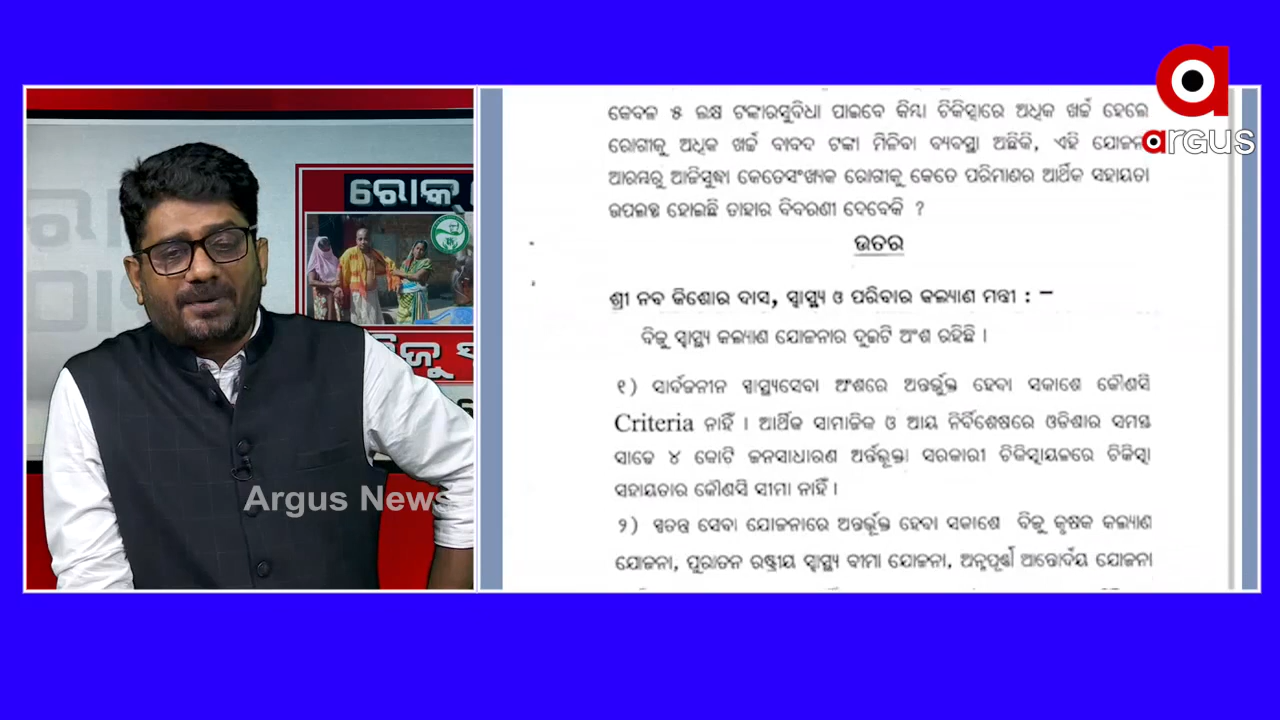 argus
ରୋକ୍
ବିଜୁ ସ
Argus News
କେବଳ ୫ ଲକ୍ଷ ଟଙ୍କାରସୁବିଧା ପାଇବେ କିମ୍ଭା ଚିକିତ୍ସାରେ ଅଧିକ ଖର୍ଚ୍ଚ ହେଲେ
ରୋଗୀକୁ ଅଧିକ ଖର୍ଚ୍ଚ ବାବଦ ଟଙ୍କା ମିଳିବା ବ୍ୟବସ୍ଥା ଅଛିକି, ଏହି ଯୋଜନା
ଆରମ୍ଭରୁ ଆଜିସୁଦ୍ଧା କେତେସଂଖ୍ୟକ ରୋଗୀକୁ କେତେ ପରିମାଣର ଆର୍ଥିକ ସହାୟତା
ଉପଲବ୍ଧ ହୋଇଛି ତାହାର ବିବରଣୀ ଦେବେକି ?
ଉତର
ଶ୍ରୀ ନବ କିଶୋର ଦାସ, ସ୍ୱାସ୍ଥ୍ୟ ଓ ପରିବାର କଲ୍ୟାଣ ମନ୍ତ୍ରୀ : –
ବିଜୁ ସ୍ୱାସ୍ଥ୍ୟ କଲ୍ୟାଣ ଯୋଜନାର ଦୁଇଟି ଅଂଶ ରହିଛି ।
୧) ସାର୍ବଜନୀନ ସ୍ୱାସ୍ଥ୍ୟସେବା ଅଂଶରେ ଅନ୍ତର୍ଭୁକ୍ତ ହେବା ସକାଶେ କୌଣସି
Criteria ନାହିଁ । ଆର୍ଥିକ ସାମାଜିକ ଓ ଆୟ ନିର୍ବିଶେଷରେ ଓଡିଶାର ସମସ୍ତ
ସାଢେ ୪ କୋଟି ଜନସାଧାରଣ ଅର୍ନ୍ତଭୂକ୍ତ। ସରକାରୀ ଚିକିତ୍ସାଳୟରେ ଚିକିତ୍ସା
ସହାୟତାର କୌଣସି ସୀମା ନାହିଁ ।
୨) ସ୍ୱତନ୍ତ୍ର ସେବା ଯୋଜନାରେ ଅନ୍ତର୍ଭୂକ୍ତ ହେବା ସକାଶେ ବିଜୁ କୃଷକ କଲ୍ୟାଣ
ଯୋଜନା, ପୁରାତନ ରାଷ୍ଟ୍ରୀୟ ସ୍ୱାସ୍ଥ୍ୟ ବୀମା ଯୋଜନା, ଅନ୍ନପୂର୍ଣ୍ଣା ଆନ୍ତୋର୍ଦୟ ଯୋଜନା